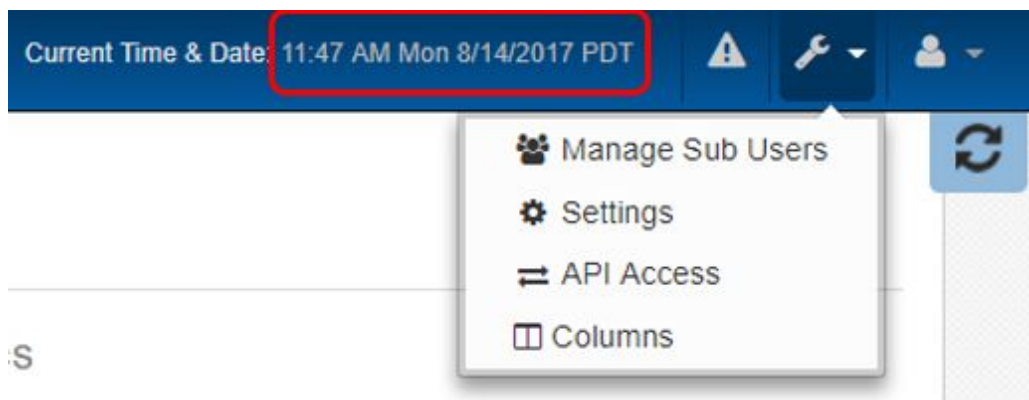 Current Time & Date: 11:47 AM Mon 8/14/2017 PDT
Manage Sub Users
Settings
API Access
Columns